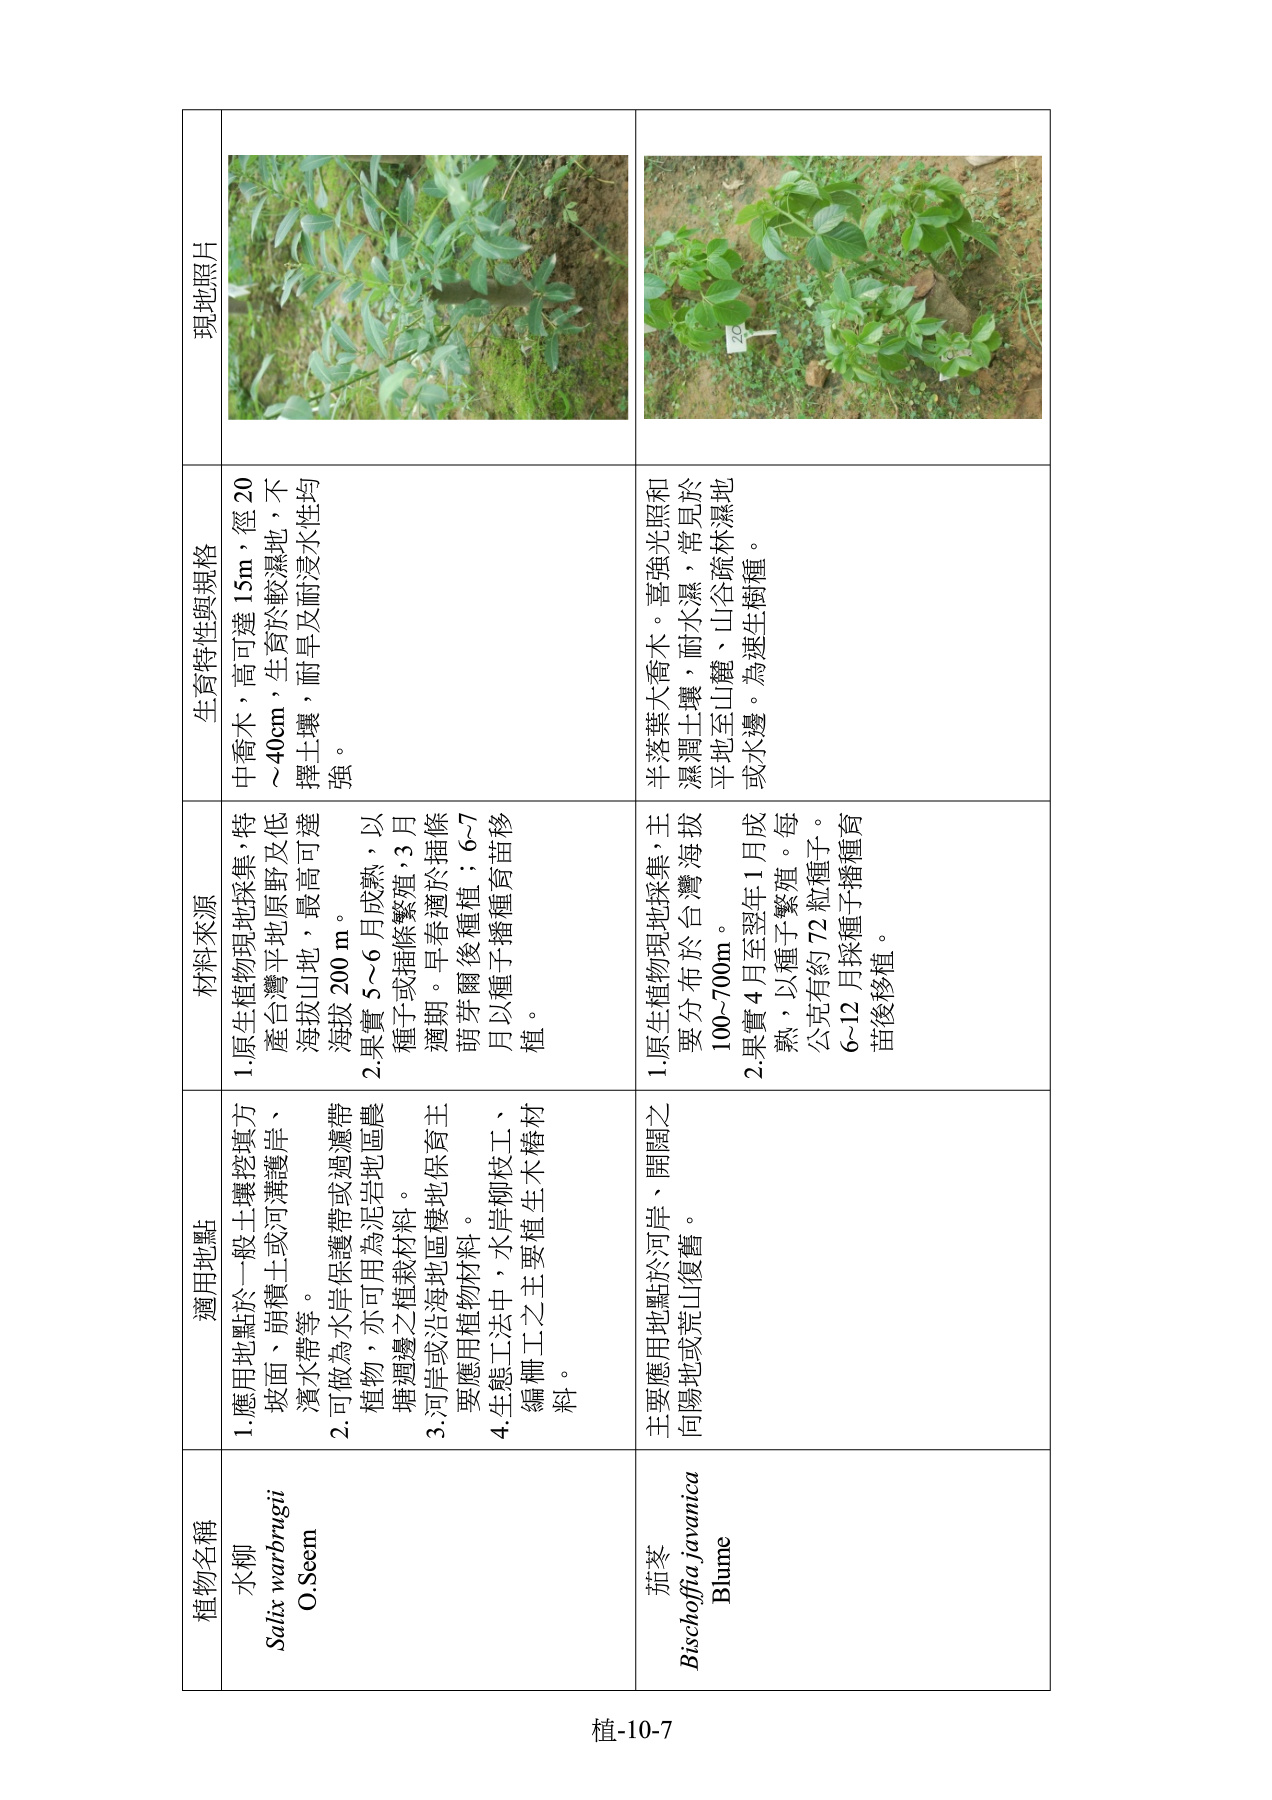 植物名稱
適用地點
材料來源
生育特性與規格
現地照片
水柳
Salix warbrugii
O.Seem
1.應用地點於一般土壤挖填方
坡面、崩積土或河溝護岸、
濱水帶等。
2.可做為水岸保護帶或過濾帶
植物，亦可用為泥岩地區農
塘週邊之植栽材料。
3.河岸或沿海地區棲地保育主
要應用植物材料。
4.生態工法中，水岸柳枝工、
編柵工之主要植生木樁材
料。
1.原生植物現地採集，特
產台灣平地原野及低
海拔山地，最高可達
海拔 200 m。
2.果實 5～6 月成熟，以
種子或插條繁殖，3 月
適期。早春適於插條
萌芽爾後種植；6~7
月以種子播種育苗移
植。
中喬木，高可達 15m，徑 20
～40cm，生育於較濕地，不
擇土壤，耐旱及耐浸水性均
強。
茄苳
Bischoffia javanica
Blume
主要應用地點於河岸、開闊之
向陽地或荒山復舊。
1.原生植物現地採集，主
要分布於台灣海拔
100~700m。
2.果實 4 月至翌年 1 月成
熟，以種子繁殖。每
公克有約 72 粒種子。
6~12 月採種子播種育
苗後移植。
半落葉大喬木。喜強光照和
濕潤土壤，耐水濕，常見於
平地至山麓、山谷疏林濕地
或水邊。為速生樹種。
20
植-10-7